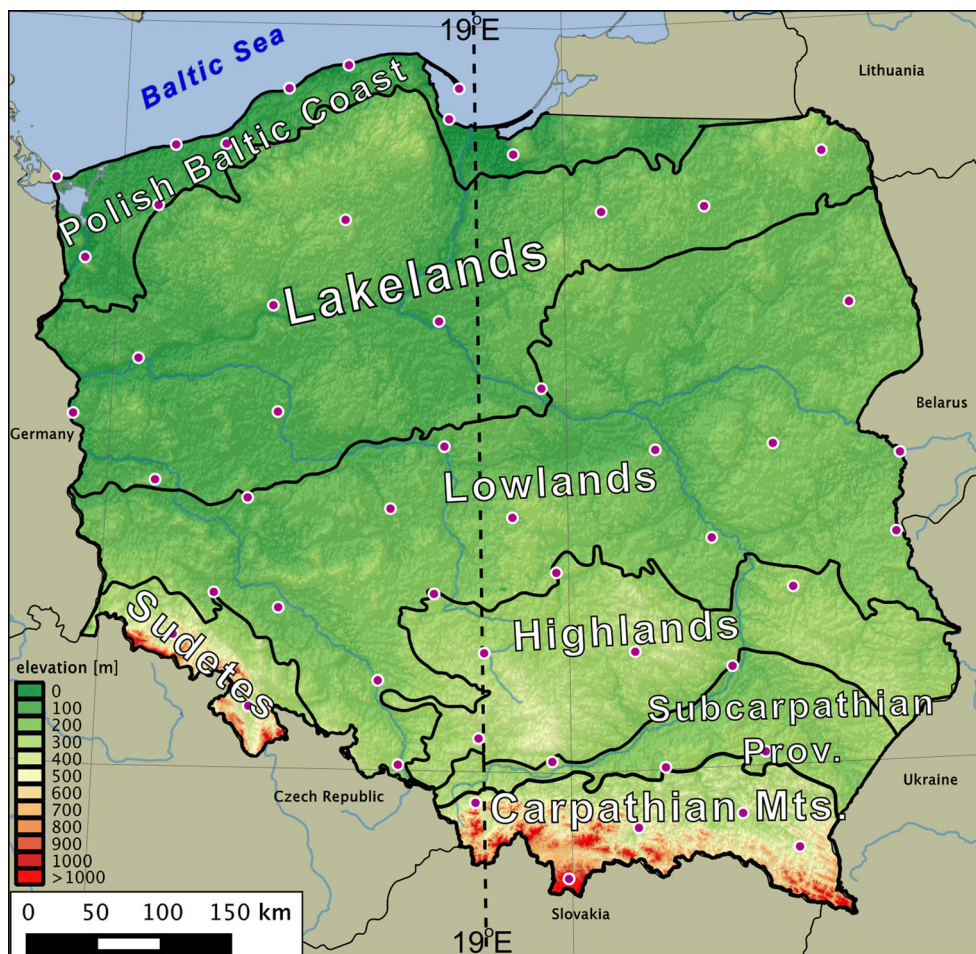 19°E
Baltic Sea
Lithuania
Polish Baltic Coast
Lakelands
Belarus
Germany
Lowlands
Sudetes
Highlands
elevation [m]
0
100
200
300
400
500
600
700
800
900
1000
>1000
Subcarpathian
Prov.
Ukraine
Czech Republic
Carpathian Mts.
0 50 100 150 km
Slovakia
19°E